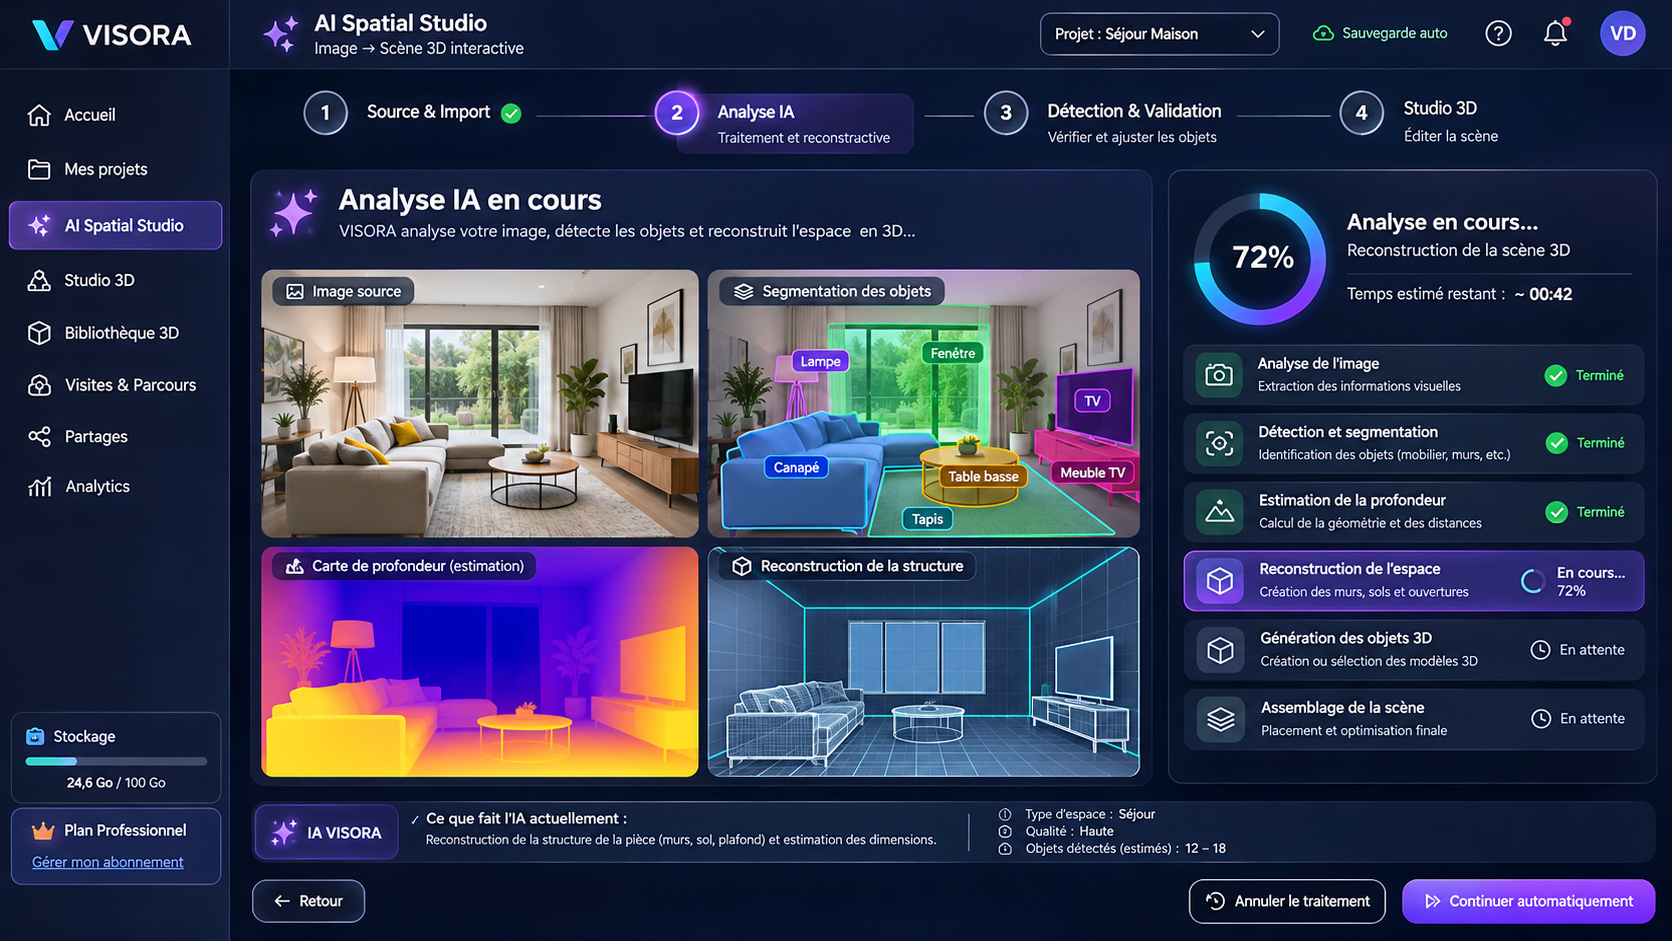 VISORA
AI Spatial Studio
Image → Scène 3D interactive
Projet : Séjour Maison
Sauvegarde auto
?
VD
Accueil
Mes projets
AI Spatial Studio
Studio 3D
Bibliothèque 3D
Visites & Parcours
Partages
Analytics
Stockage
24,6 Go / 100 Go
Plan Professionnel
Gérer mon abonnement
1
Source & Import
2
Analyse IA
Traitement et reconstractive
3
Détection & Validation
Vérifier et ajuster les objets
4
Studio 3D
Éditer la scène
Analyse IA en cours
VISORA analyse votre image, détecte les objets et reconstruit l'espace en 3D...
Image source
Segmentation des objets
Lampe
Fenétre
TV
Canapé
Table basse
Meuble TV
Tapis
Carte de profondeur (estimation)
Reconstruction de la structure
72%
Analyse en cours...
Reconstruction de la scène 3D
Temps estimé restant : ~ 00:42
Analyse de l'image
Extraction des informations visuelles
Terminé
Détection et segmentation
Identification des objets (mobilier, murs, etc.)
Terminé
Estimation de la profondeur
Calcul de la géométrie et des distances
Terminé
Reconstruction de l'espace
Création des murs, sols et ouvertures
En cours...
72%
Génération des objets 3D
Création ou sélection des modèles 3D
En attente
Assemblage de la scène
Placement et optimisation finale
En attente
IA VISORA
✓ Ce que fait l'IA actuellement :
Reconstruction de la structure de la pièce (murs, sol, plafond) et estimation des dimensions.
Type d'espace : Séjour
Qualité : Haute
Objets détectés (estimés) : 12 – 18
← Retour
Annuler le traitement
Continuer automatiquement